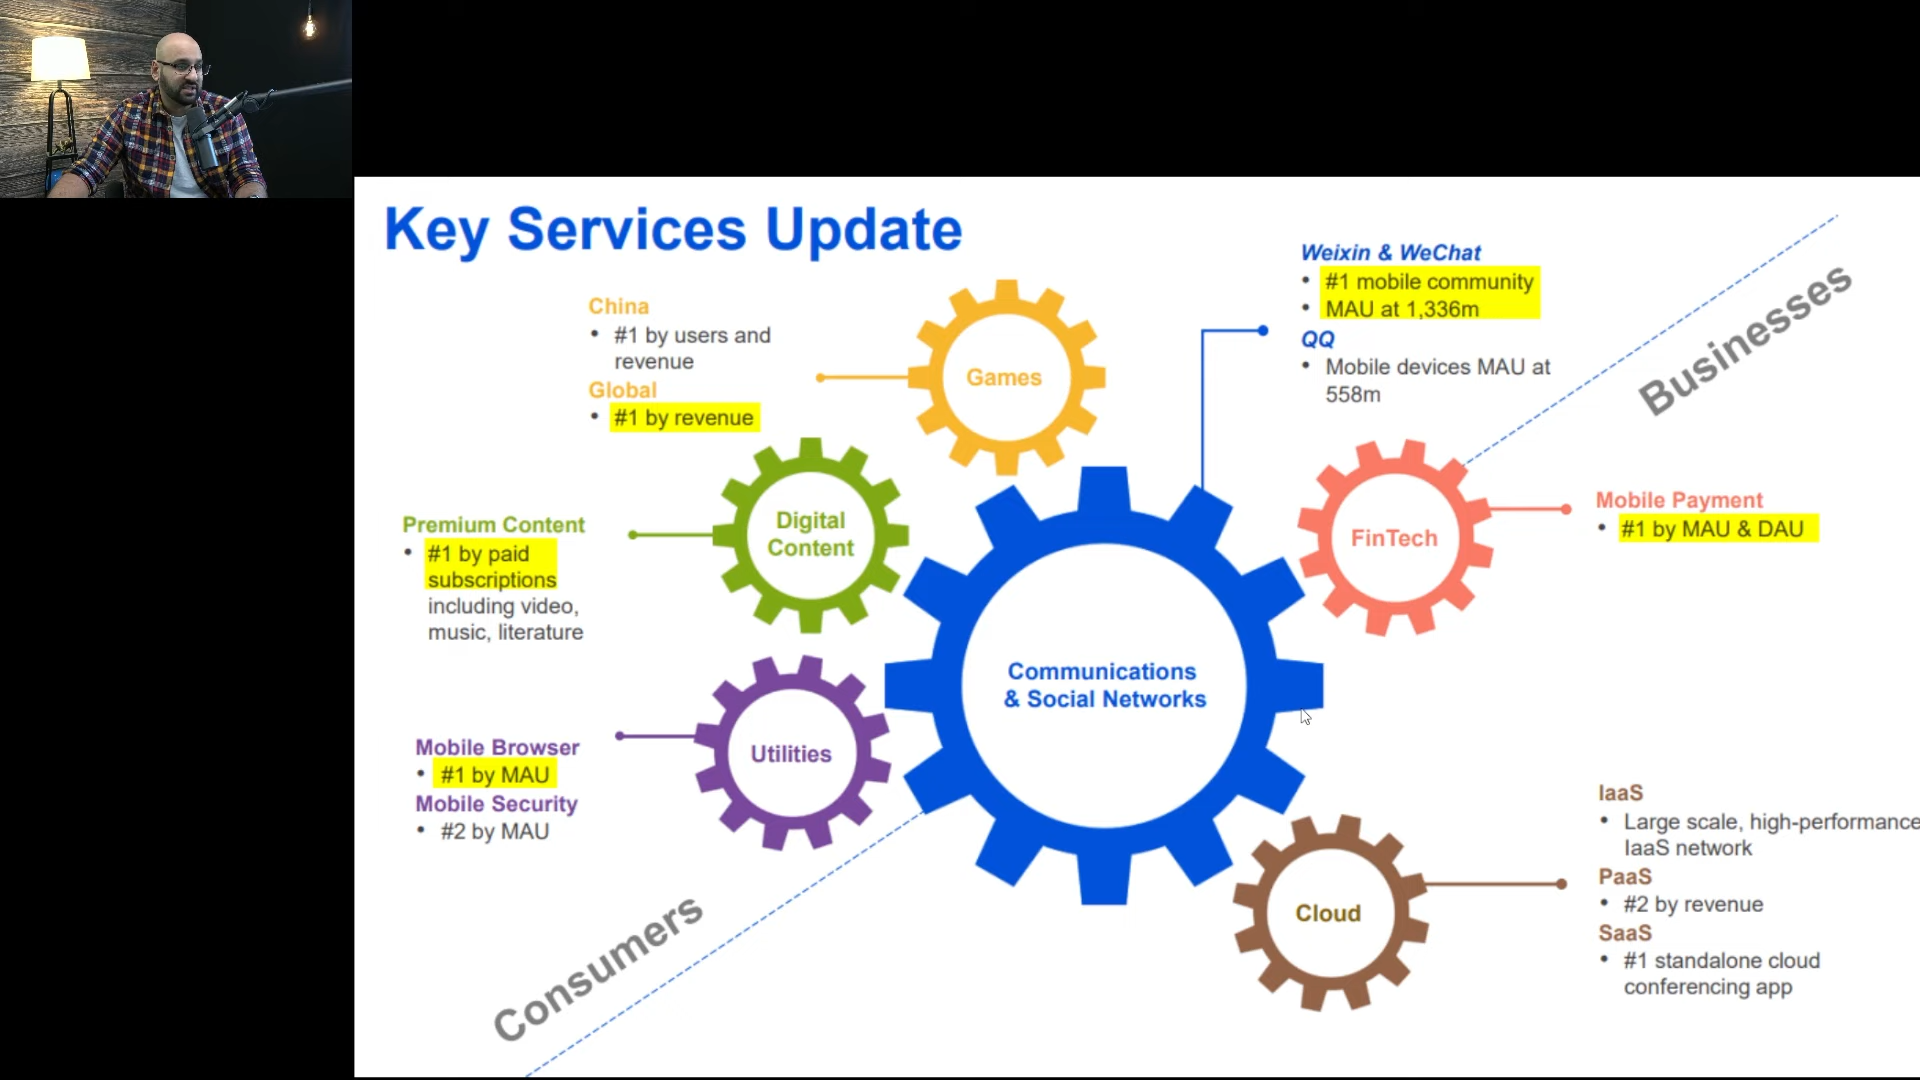 Key Services Update
China
• #1 by users and
revenue
Global
• #1 by revenue
Games
Weixin & WeChat
• #1 mobile community
• MAU at 1,336m
QQ
• Mobile devices MAU at
558m
Businesses
Premium Content
• #1 by paid
subscriptions
including video,
music, literature
Digital
Content
FinTech
Mobile Payment
• #1 by MAU & DAU
Communications
& Social Networks
Mobile Browser
• #1 by MAU
Mobile Security
• #2 by MAU
Utilities
Consumers
Cloud
IaaS
• Large scale, high-performance
IaaS network
PaaS
• #2 by revenue
SaaS
• #1 standalone cloud
conferencing app